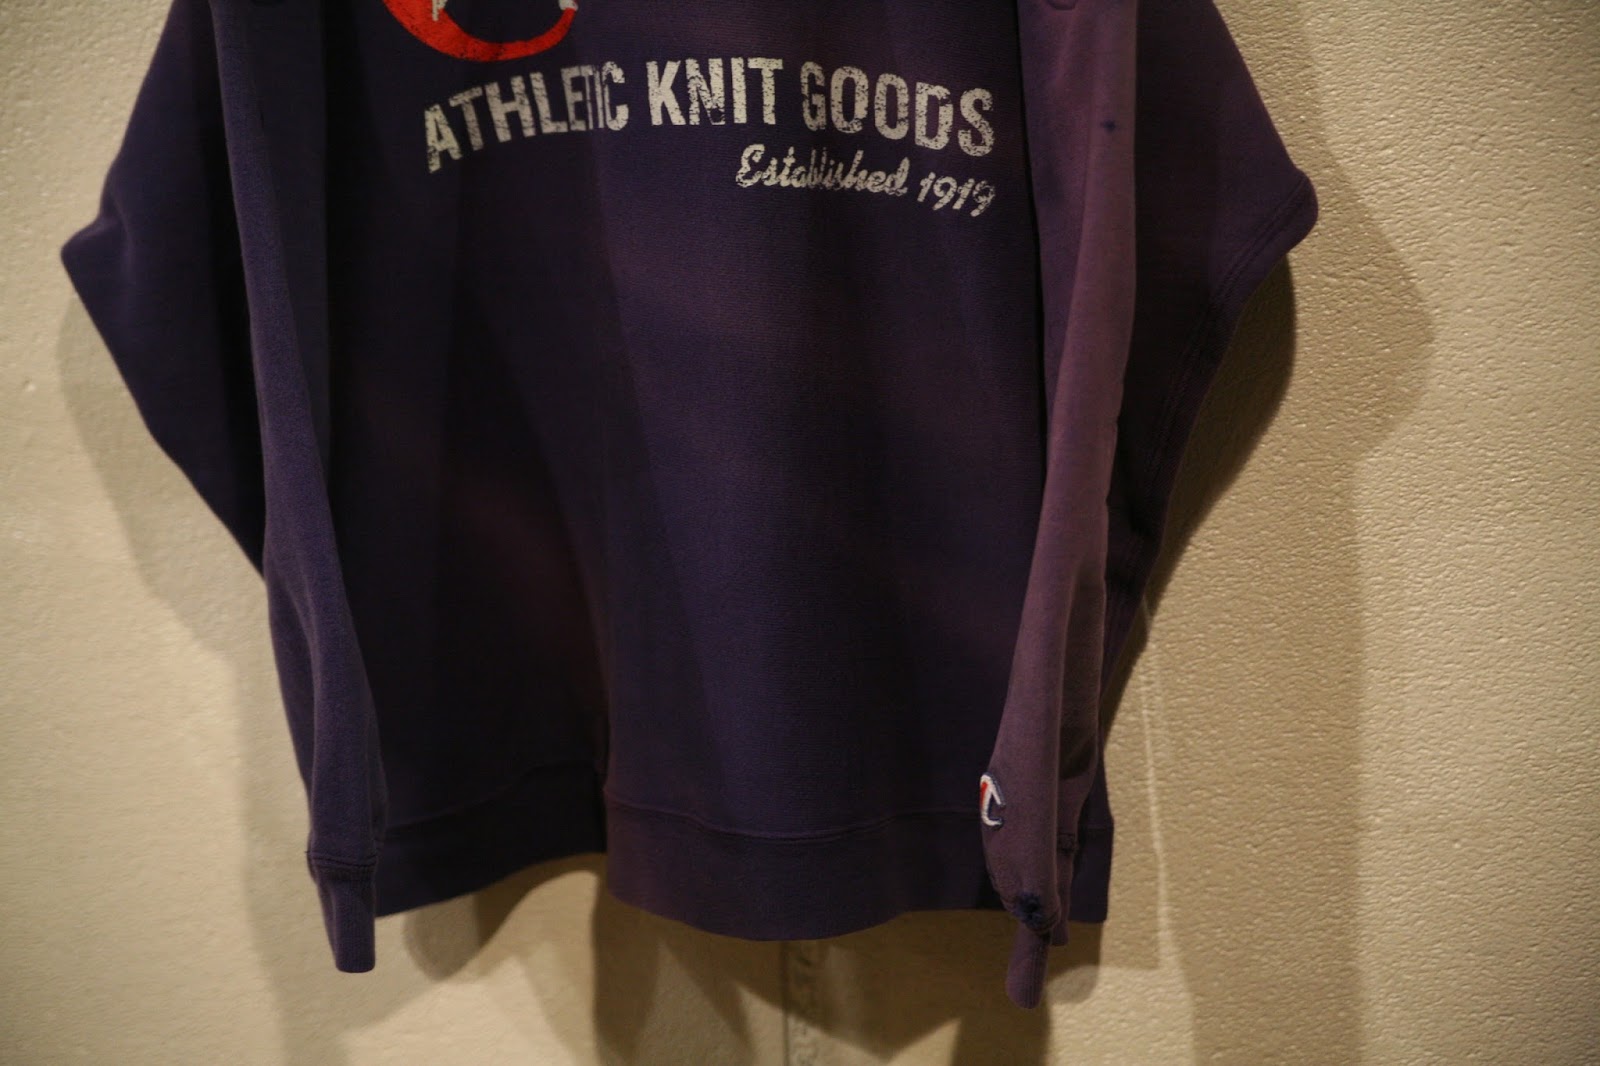 ATHLETIC KNIT GOODS
Established 1919